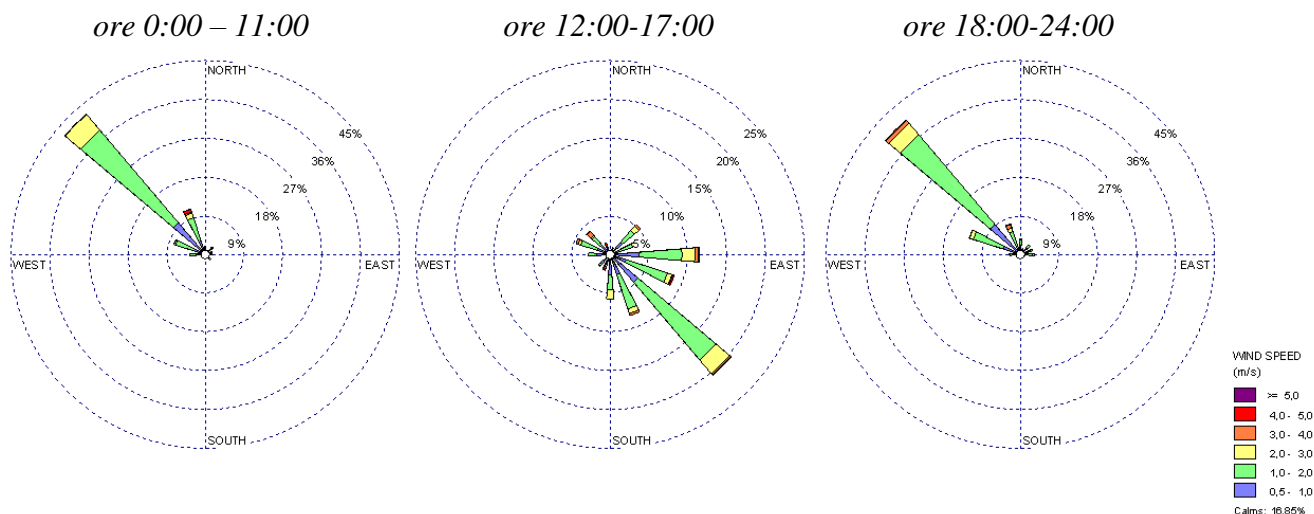 ore 0:00 – 11:00
ore 12:00-17:00
ore 18:00-24:00
NORTH
45%
36%
27%
18%
9%
WEST
EAST
SOUTH
NORTH
25%
20%
15%
10%
5%
WEST
EAST
SOUTH
NORTH
45%
36%
27%
18%
9%
WEST
EAST
SOUTH
WIND SPEED
(m/s)
>= 5,0
4,0 - 5,0
3,0 - 4,0
2,0 - 3,0
1,0 - 2,0
0,5 - 1,0
Calms: 16.85%